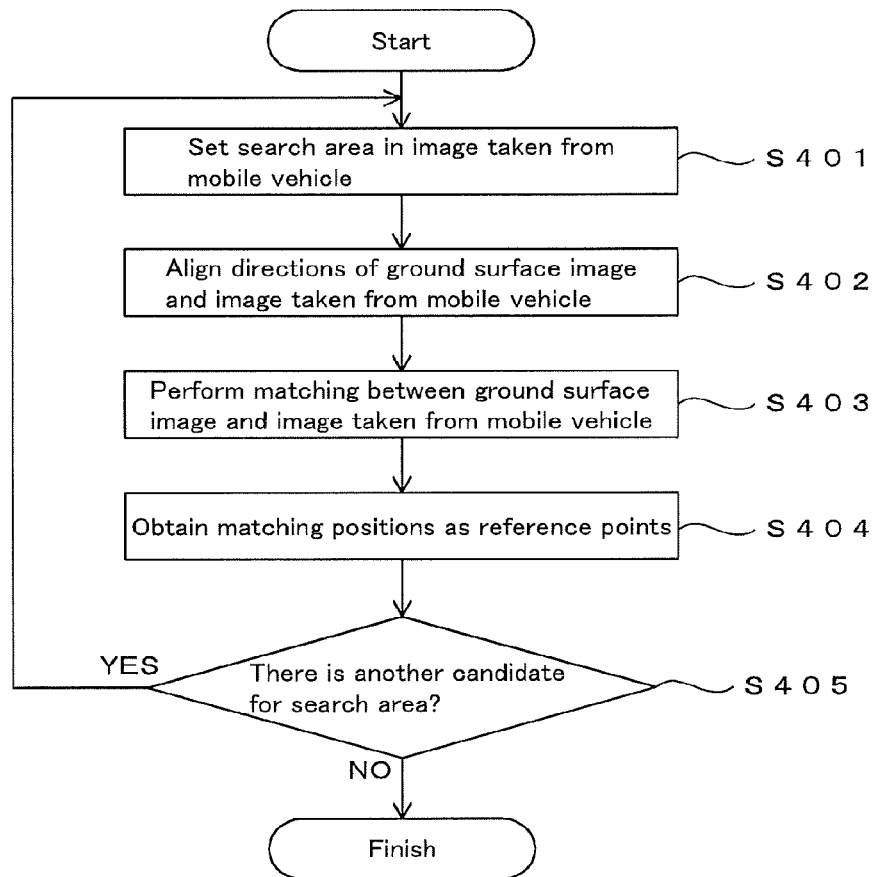 Start
Set search area in image taken from
mobile vehicle
S401
Align directions of ground surface image
and image taken from mobile vehicle
S402
Perform matching between ground surface
image and image taken from mobile vehicle
S403
Obtain matching positions as reference points
S404
YES
There is another candidate
for search area?
S405
NO
Finish